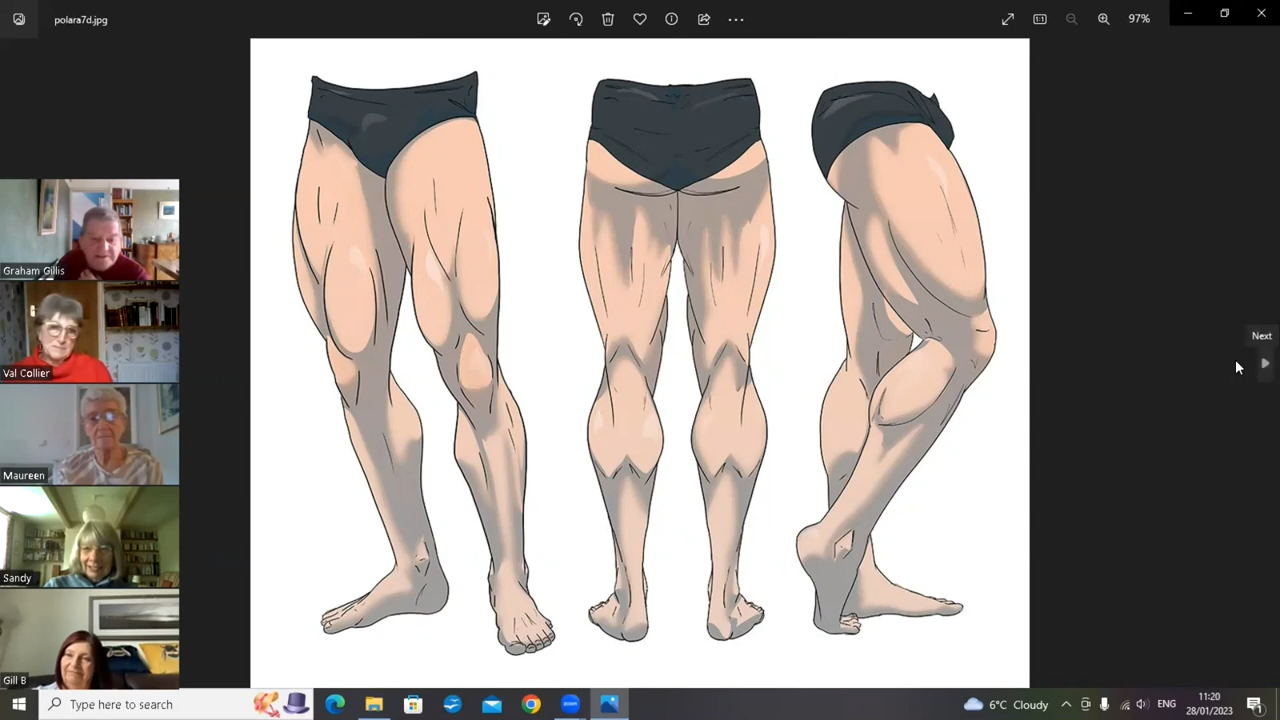 polara7d.jpg
97%
Graham Gillis
Val Collier
Maureen
Sandy
Gill B
Next
Type here to search
zoom
6°C Cloudy
ENG
11:20
28/01/2023